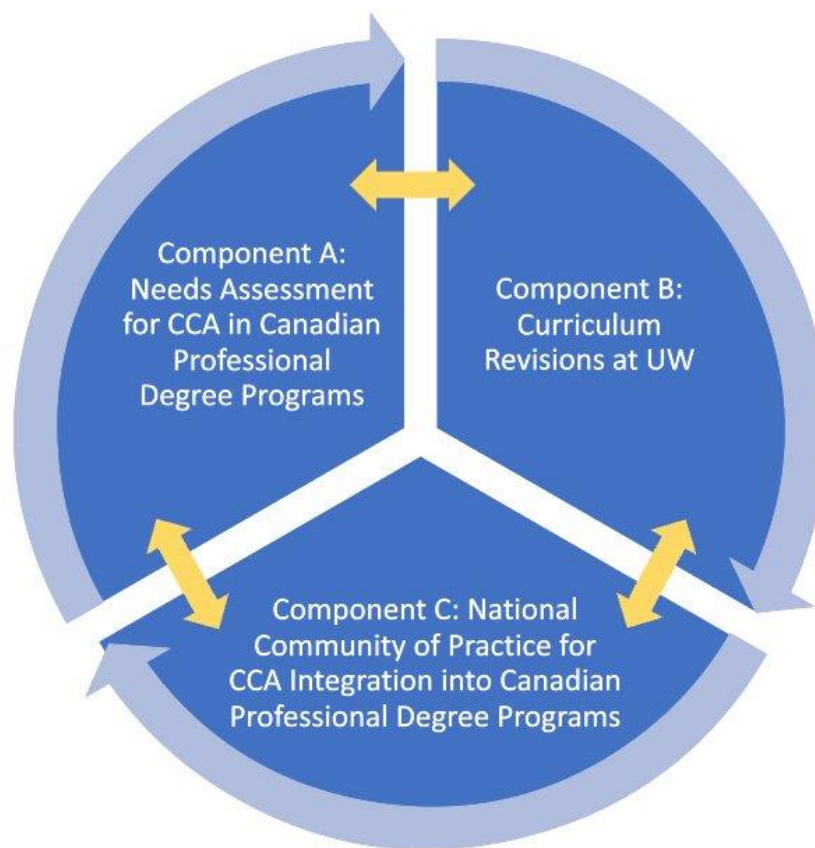 Component A:
Needs Assessment
for CCA in Canadian
Professional
Degree Programs
Component B:
Curriculum
Revisions at UW
Component C: National
Community of Practice for
CCA Integration into Canadian
Professional Degree Programs